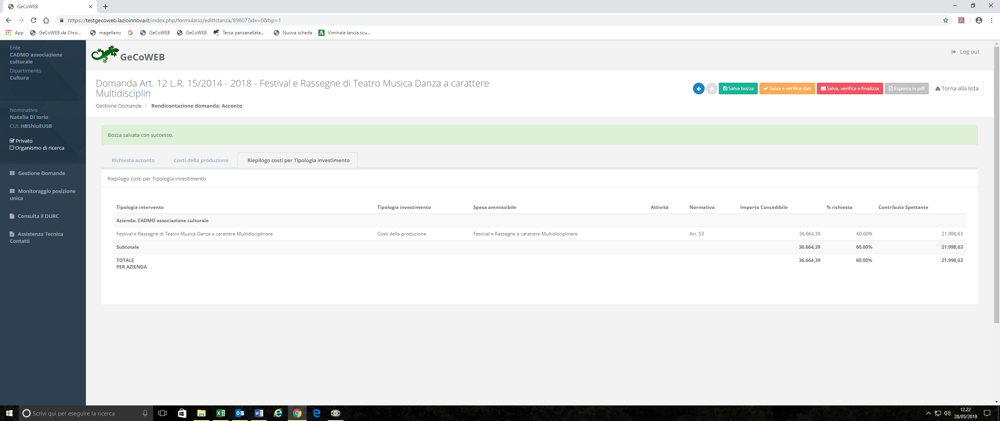 GeCoWEB
https://testgecoweb.lazioinnova.it/index.php/formulario/editIstanza/89807?idx=0&tip=1
App GeCoWEB da Chro... magellano GeCoWEB GeCoWEB Terza panzanellata... Nuova scheda Viminale lancia scu...
Ente
CADMO associazione
culturale
Dipartimento
Cultura
Nominativo
Natalia Di Iorio
CUI: HBShiuEUSB
Privato
Organismo di ricerca
Gestione Domande
Monitoraggio posizione
unica
Consulta il DURC
Assistenza Tecnica
Contatti
GeCoWEB
Log out
Domanda Art. 12 L.R. 15/2014 - 2018 - Festival e Rassegne di Teatro Musica Danza a carattere
Multidisciplin
Salva bozza Salva e verifica dati Salva, verifica e finalizza Esporta in pdf Torna alla lista
Gestione Domande / Rendicontazione domanda: Acconto
Bozza salvata con successo.
Richiesta acconto Costi della produzione Riepilogo costi per Tipologia investimento
Riepilogo costi per Tipologia investimento
Tipologia intervento Tipologia investimento Spesa ammissibile Attivitá Normativa Importo Concedibile % richiesta Contributo Spettante
Azienda: CADMO associazione culturale
Festival e Rassegne di Teatro Musica Danza a carattere Multidisciplinare Costi della produzione Festival e Rassegne a carattere Multidisciplinare Art. 53 36.664,39 60.00% 21.998,63
Subtotale 36.664,39 60.00% 21.998,63
TOTALE 36.664,39 60.00% 21.998,63
PER AZIENDA
Scrivi qui per eseguire la ricerca
12.22
28/05/2019